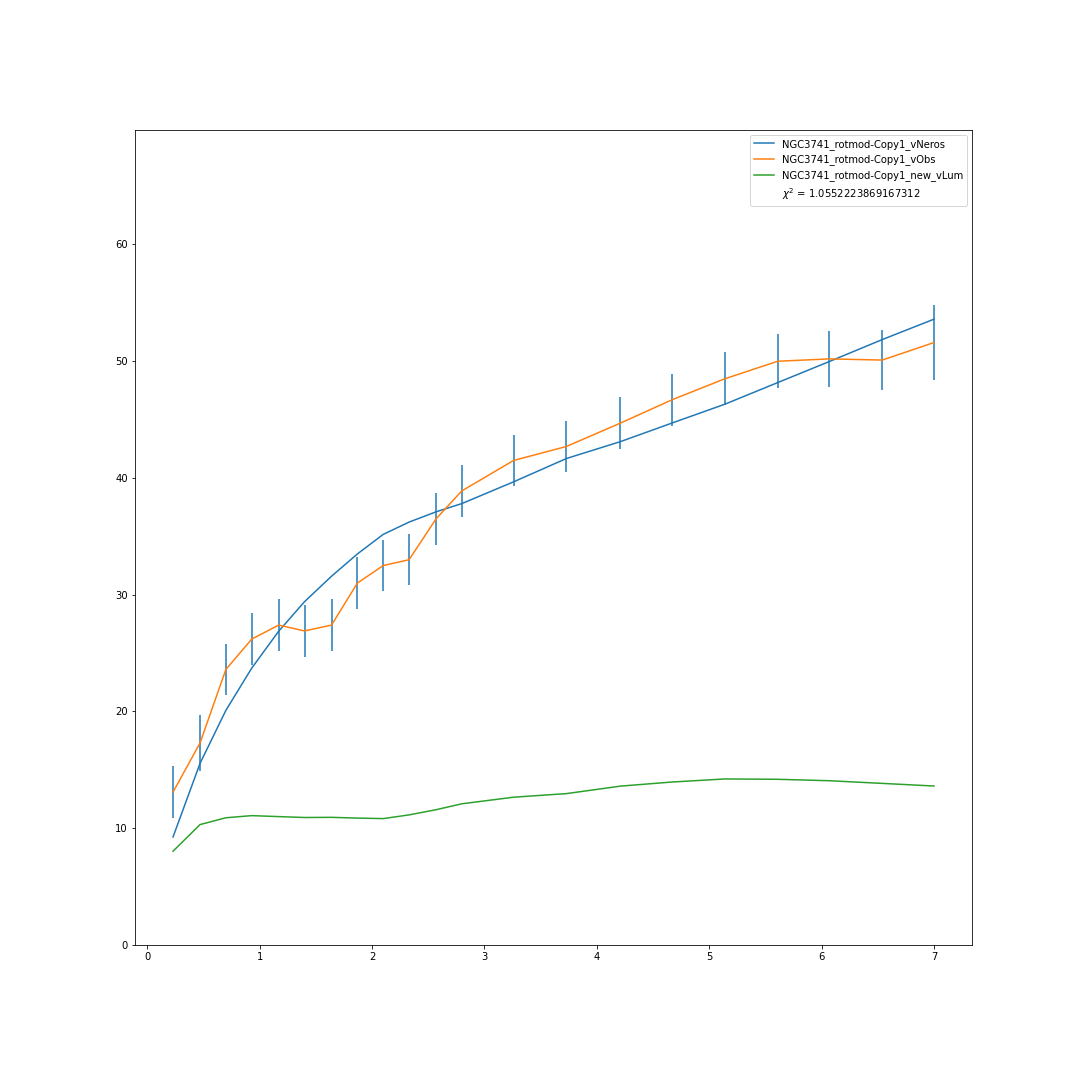 NGC3741_rotmod-Copy1_vNeros
NGC3741_rotmod-Copy1_vObs
NGC3741_rotmod-Copy1_new_vLum
χ² = 1.0552223869167312
60
50
40
30
20
10
0
0 1 2 3 4 5 6 7